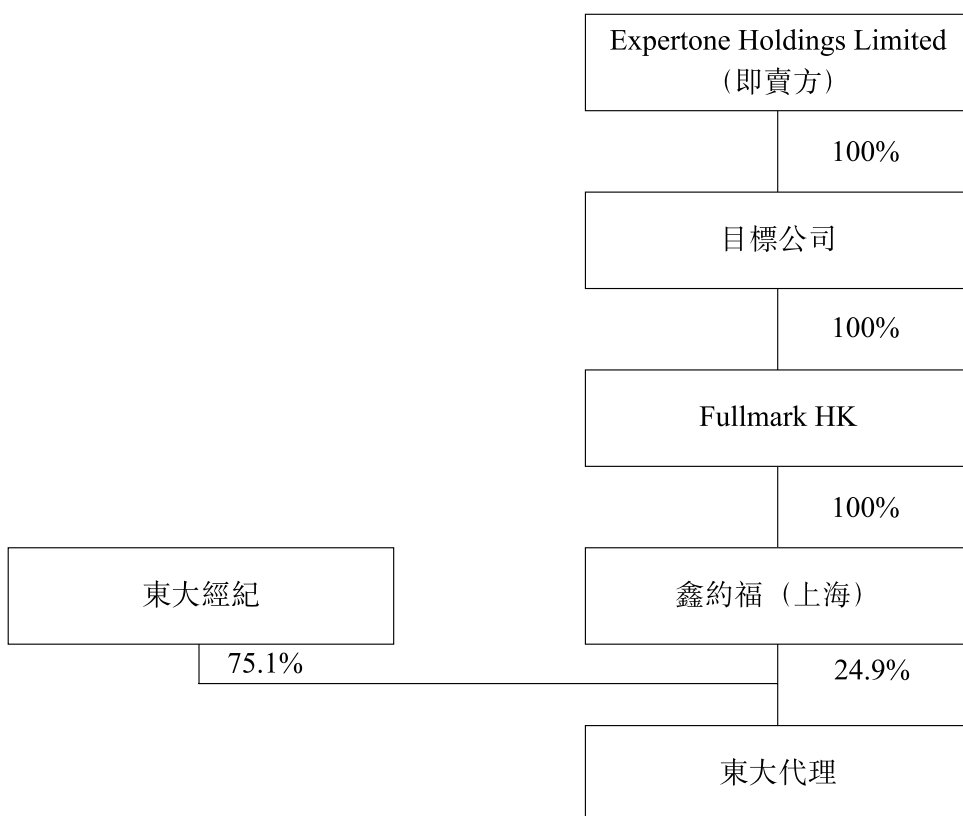 Expertone Holdings Limited
（即賣方）
100%
目標公司
100%
Fullmark HK
100%
東大經紀
鑫約福（上海）
75.1%
24.9%
東大代理